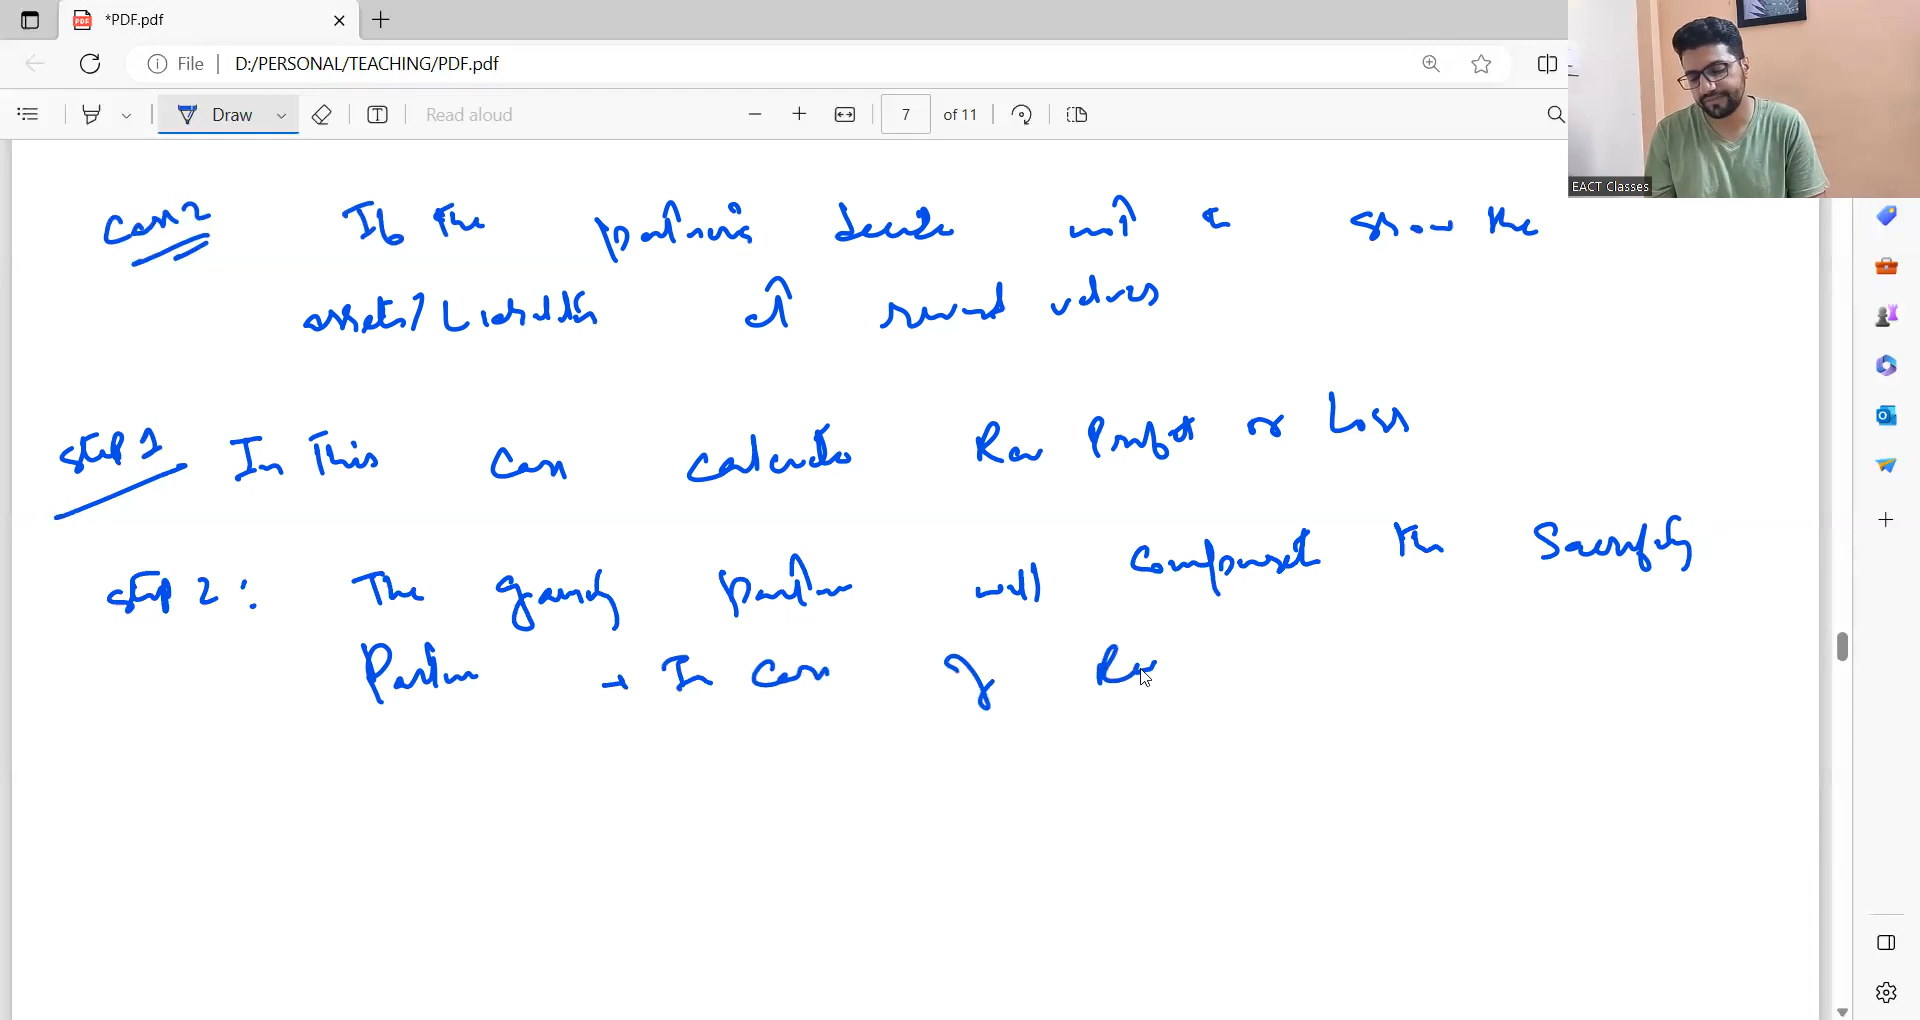 *PDF.pdf
File D:/PERSONAL/TEACHING/PDF.pdf
Draw Read aloud 7 of 11
EACT Classes
Case 2 If the partners decide not to show the
assets/Liabilities at revised values
Step 1 In this case calculate Rev Profit or Loss
Step 2: The gaining partner will compensate the Sacrificing
Partner → In case of Rev